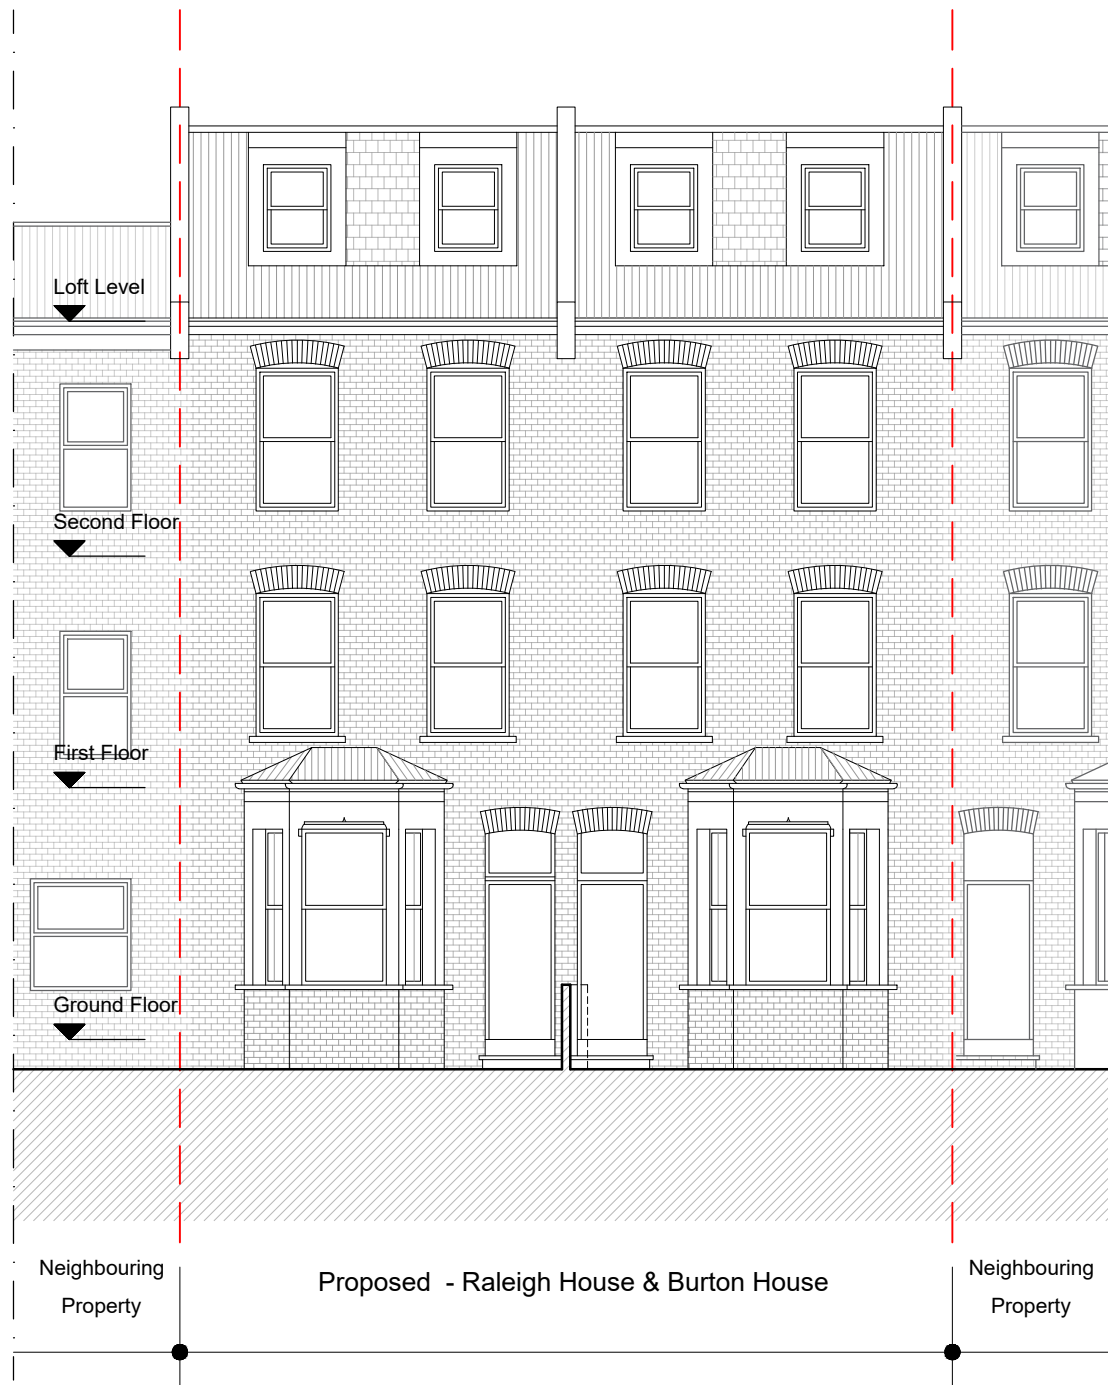 Loft Level
Second Floor
First Floor
Ground Floor
Neighbouring
Property
Proposed - Raleigh House & Burton House
Neighbouring
Property